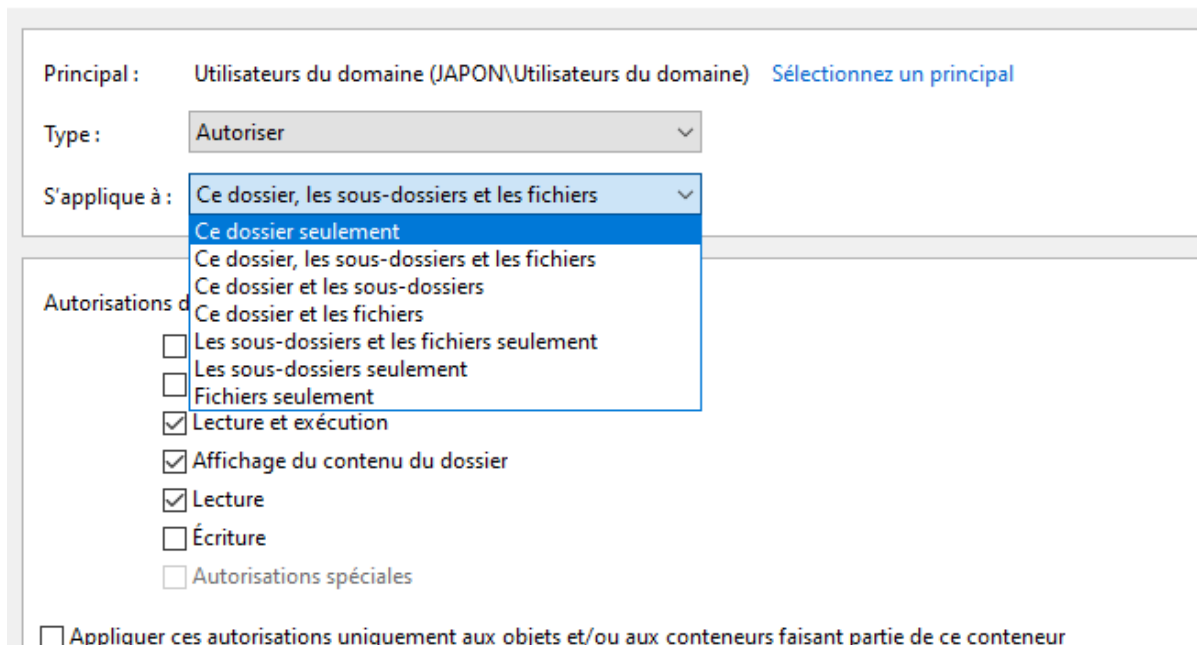 Principal : Utilisateurs du domaine (JAPON\Utilisateurs du domaine) Sélectionnez un principal
Type : Autoriser
S'applique à : Ce dossier, les sous-dossiers et les fichiers
Ce dossier seulement
Ce dossier, les sous-dossiers et les fichiers
Ce dossier et les sous-dossiers
Autorisations d
Ce dossier et les fichiers
Les sous-dossiers et les fichiers seulement
Les sous-dossiers seulement
Fichiers seulement
Lecture et exécution
Affichage du contenu du dossier
Lecture
Écriture
Autorisations spéciales
Appliquer ces autorisations uniquement aux objets et/ou aux conteneurs faisant partie de ce conteneur